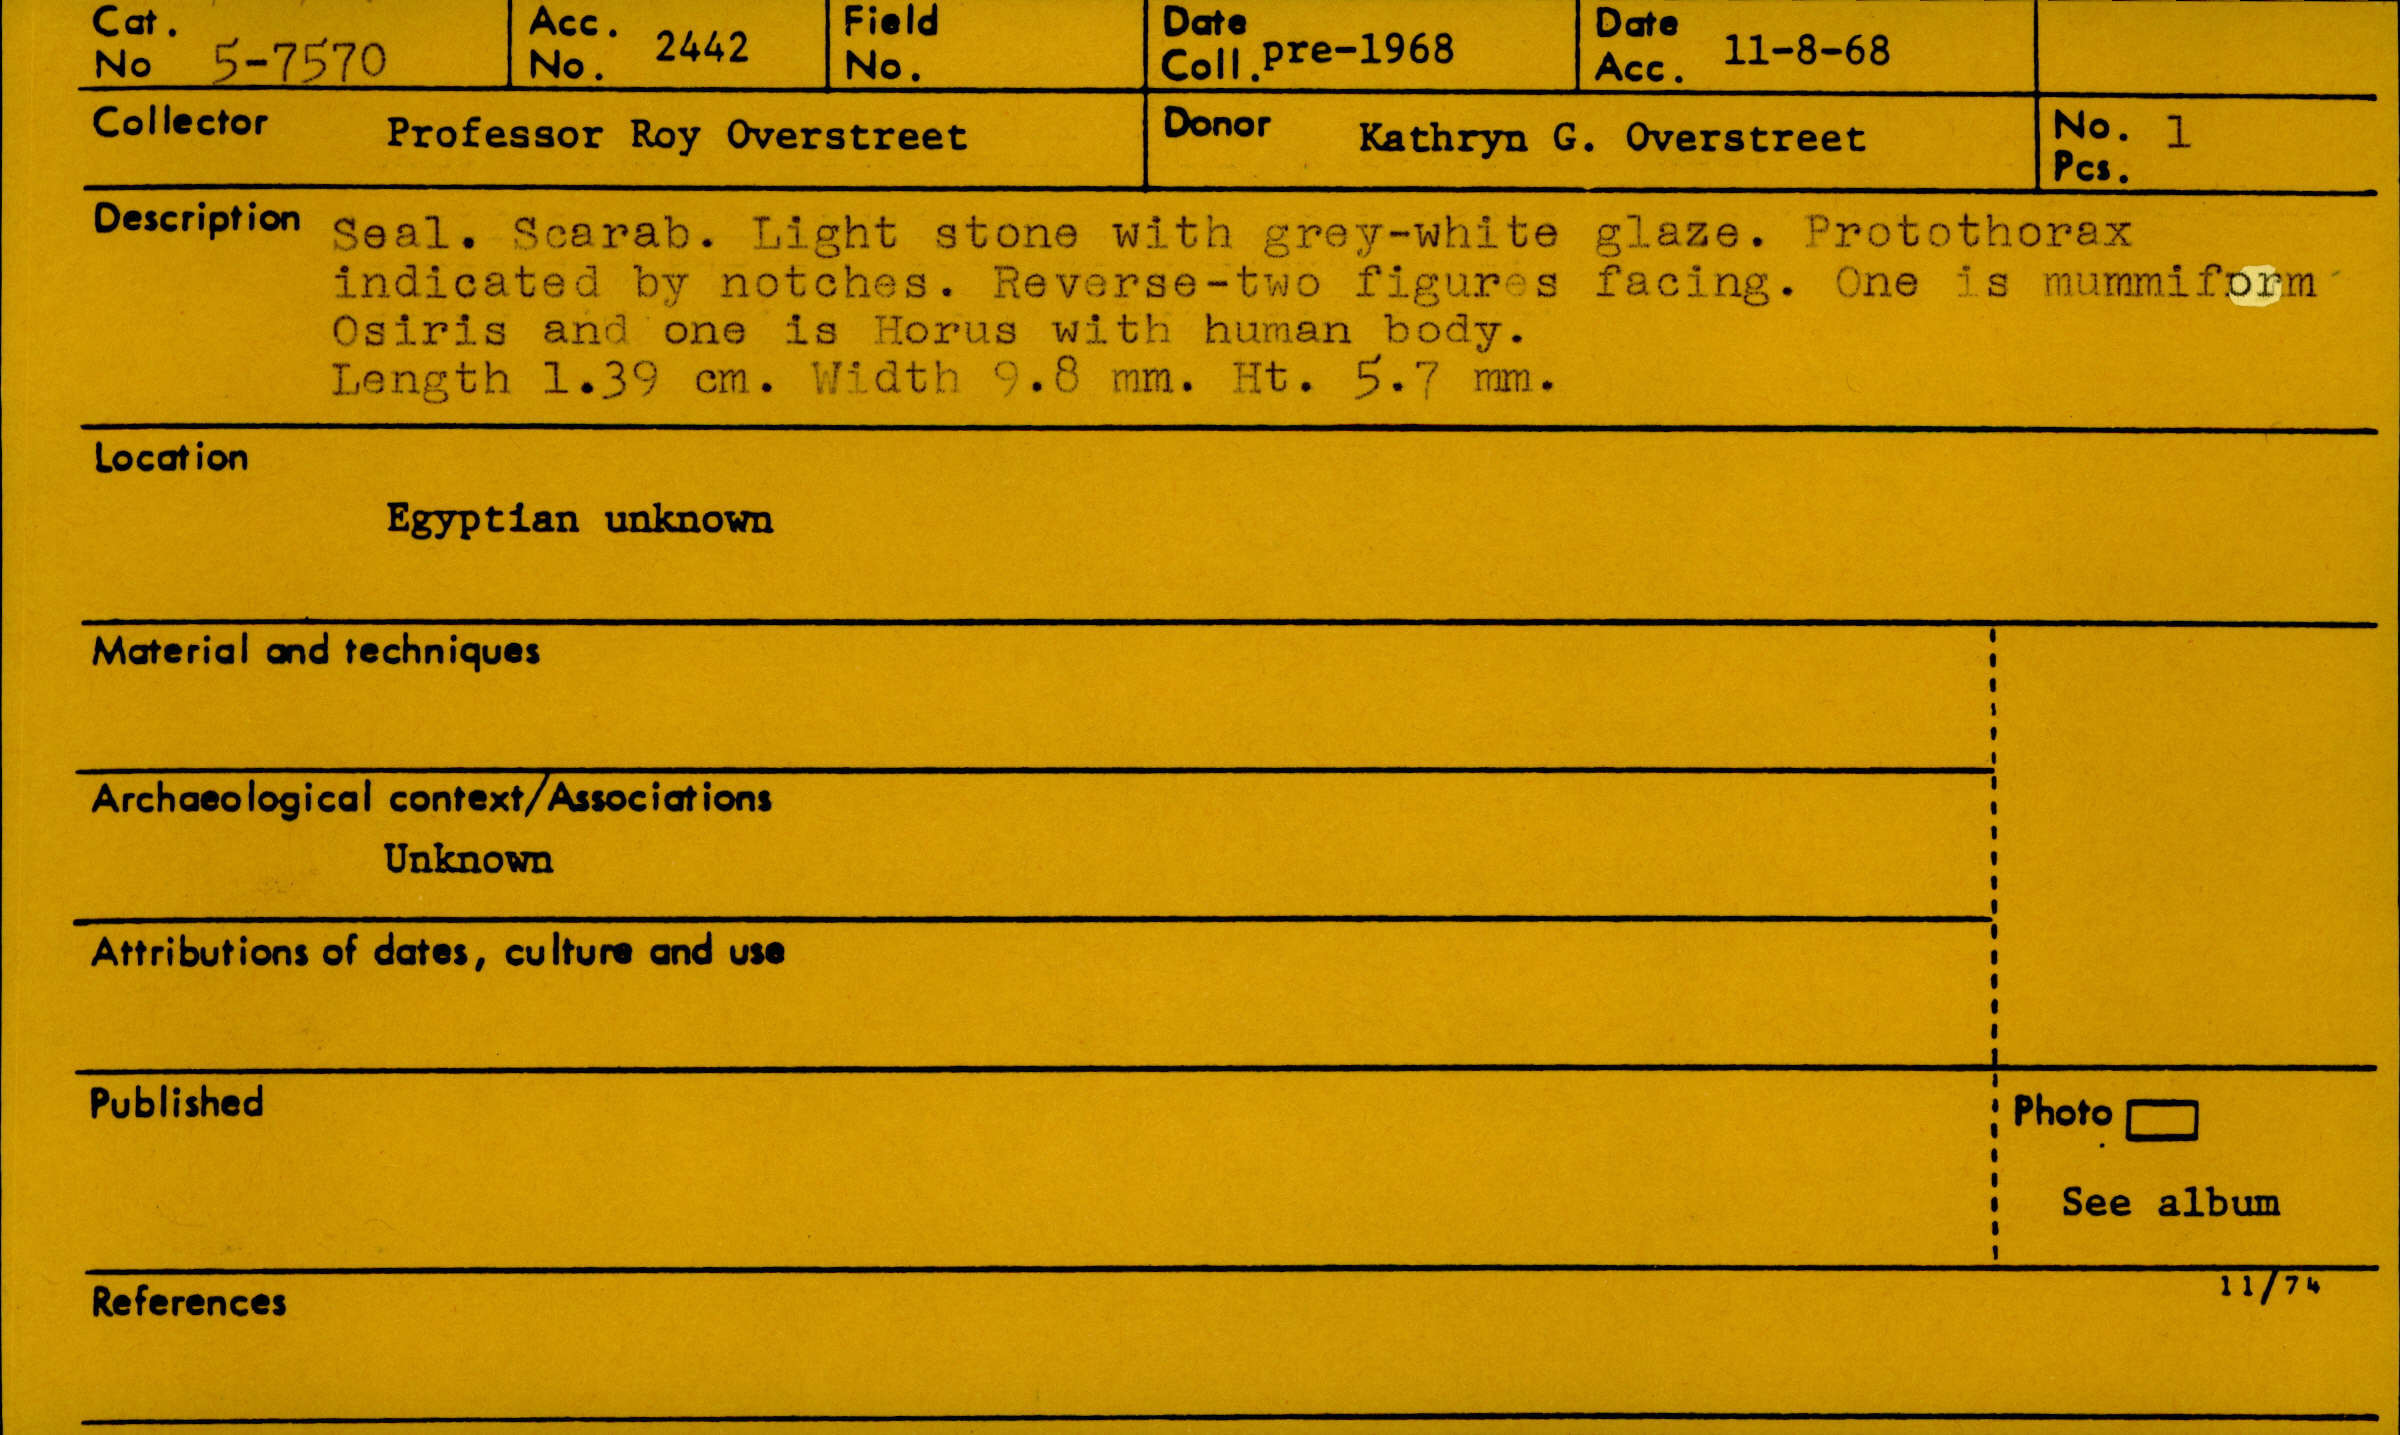 Cat. No 5-7570 Acc. No. 2442 Field No. Date Coll. pre-1968 Date Acc. 11-8-68
Collector Professor Roy Overstreet Donor Kathryn G. Overstreet No. Pcs. 1
Description Seal. Scarab. Light stone with grey-white glaze. Protothorax
indicated by notches. Reverse-two figures facing. One is mummiform
Osiris and one is Horus with human body.
Length 1.39 cm. Width 9.8 mm. Ht. 5.7 mm.
Location
Egyptian unknown
Material and techniques
Archaeological context/Associations
Unknown
Attributions of dates, culture and use
Published
Photo
See album
References
11/74